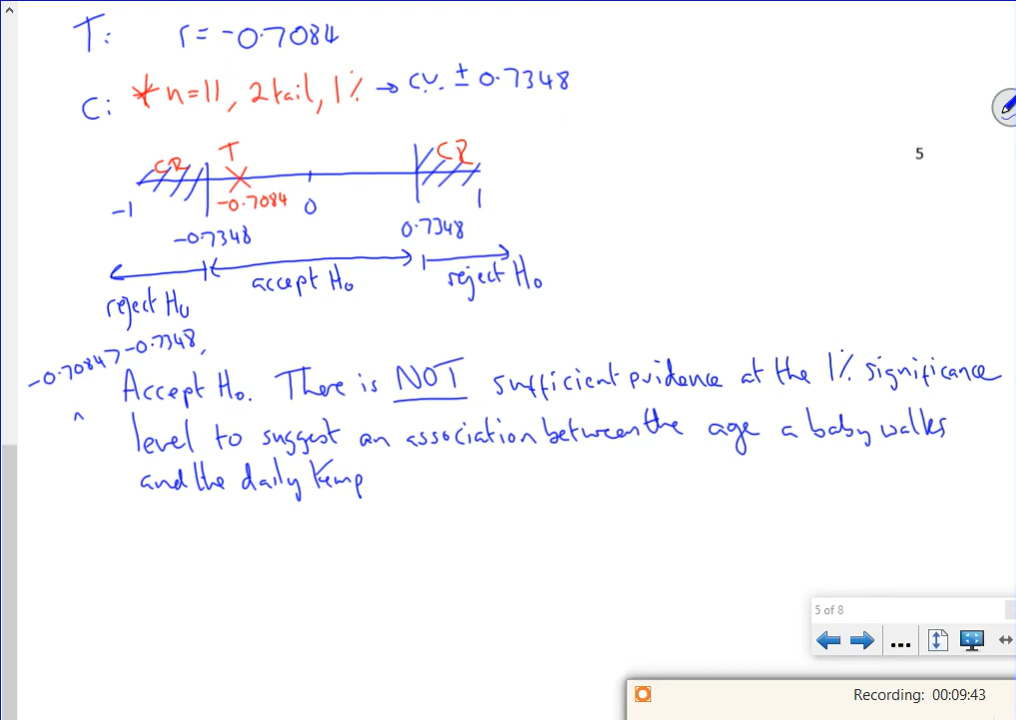 T: r = -0.7084
C: * n=11, 2 tail, 1% → c.v. ± 0.7348
5
CR T CR
-1 -0.7084 0 1
-0.7348 0.7348
reject H₀ accept H₀ reject H₀
-0.7084 > -0.7348,
Accept H₀. There is NOT sufficient evidence at the 1% significance
level to suggest an association between the age a baby walks
and the daily temp
5 of 8
Recording: 00:09:43